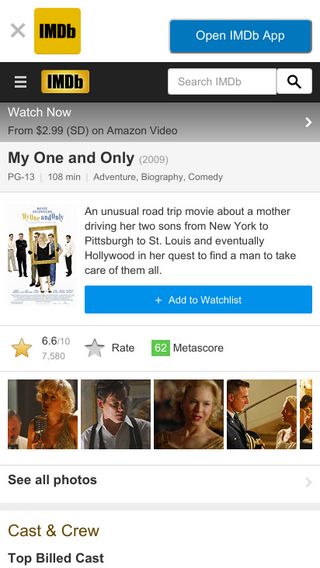 IMDb
Open IMDb App
IMDb
Search IMDb
Watch Now
From $2.99 (SD) on Amazon Video
My One and Only (2009)
PG-13 | 108 min | Adventure, Biography, Comedy
My One and Only
An unusual road trip movie about a mother
driving her two sons from New York to
Pittsburgh to St. Louis and eventually
Hollywood in her quest to find a man to take
care of them all.
+ Add to Watchlist
6.6/10
7,580
Rate
62 Metascore
See all photos
Cast & Crew
Top Billed Cast